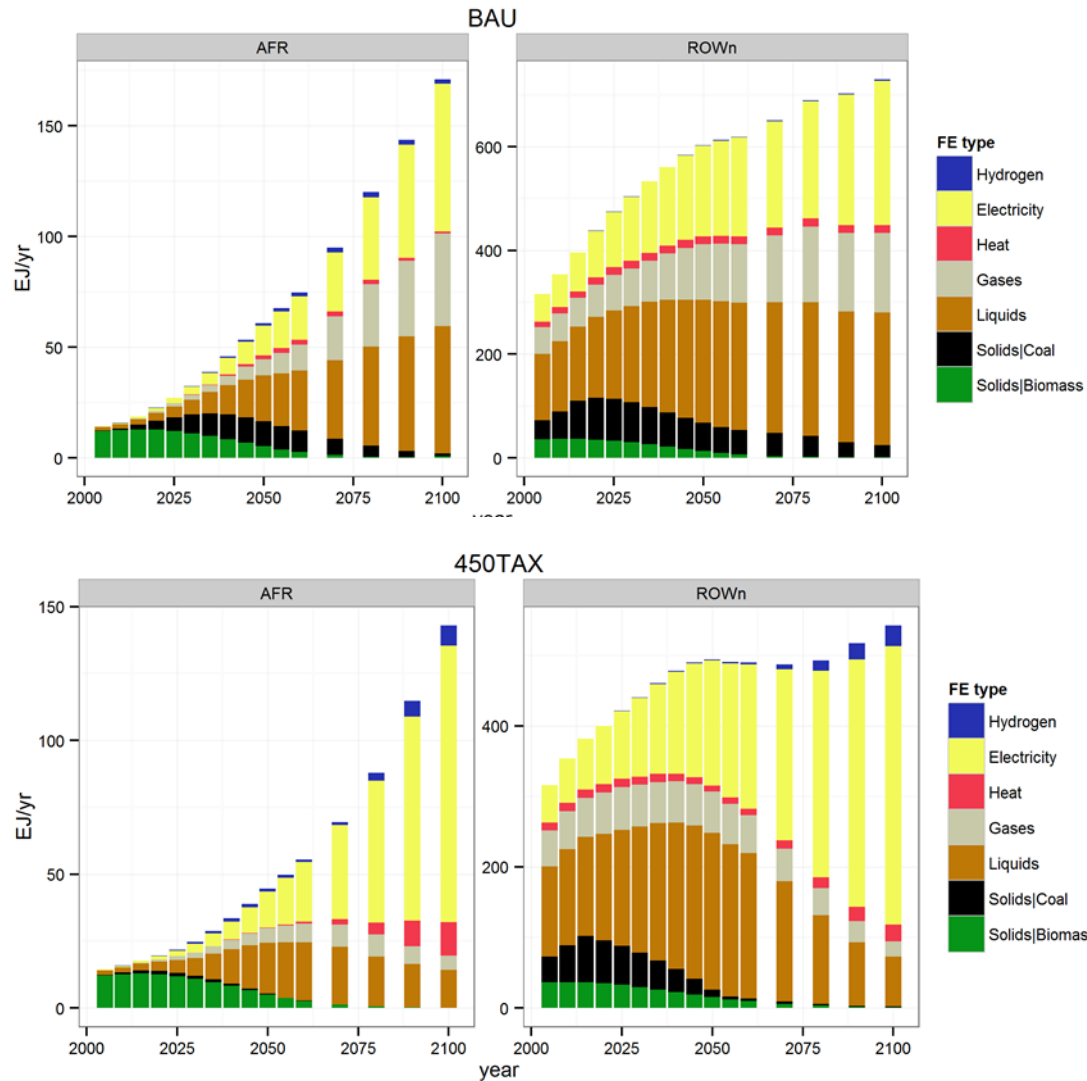 BAU
AFR
ROWn
EJ/yr
150
100
50
0
600
400
200
0
2000
2025
2050
2075
2100
2000
2025
2050
2075
2100
year
FE type
Hydrogen
Electricity
Heat
Gases
Liquids
Solids|Coal
Solids|Biomass
450TAX
AFR
ROWn
EJ/yr
150
100
50
0
400
200
0
2000
2025
2050
2075
2100
2000
2025
2050
2075
2100
year
FE type
Hydrogen
Electricity
Heat
Gases
Liquids
Solids|Coal
Solids|Biomas